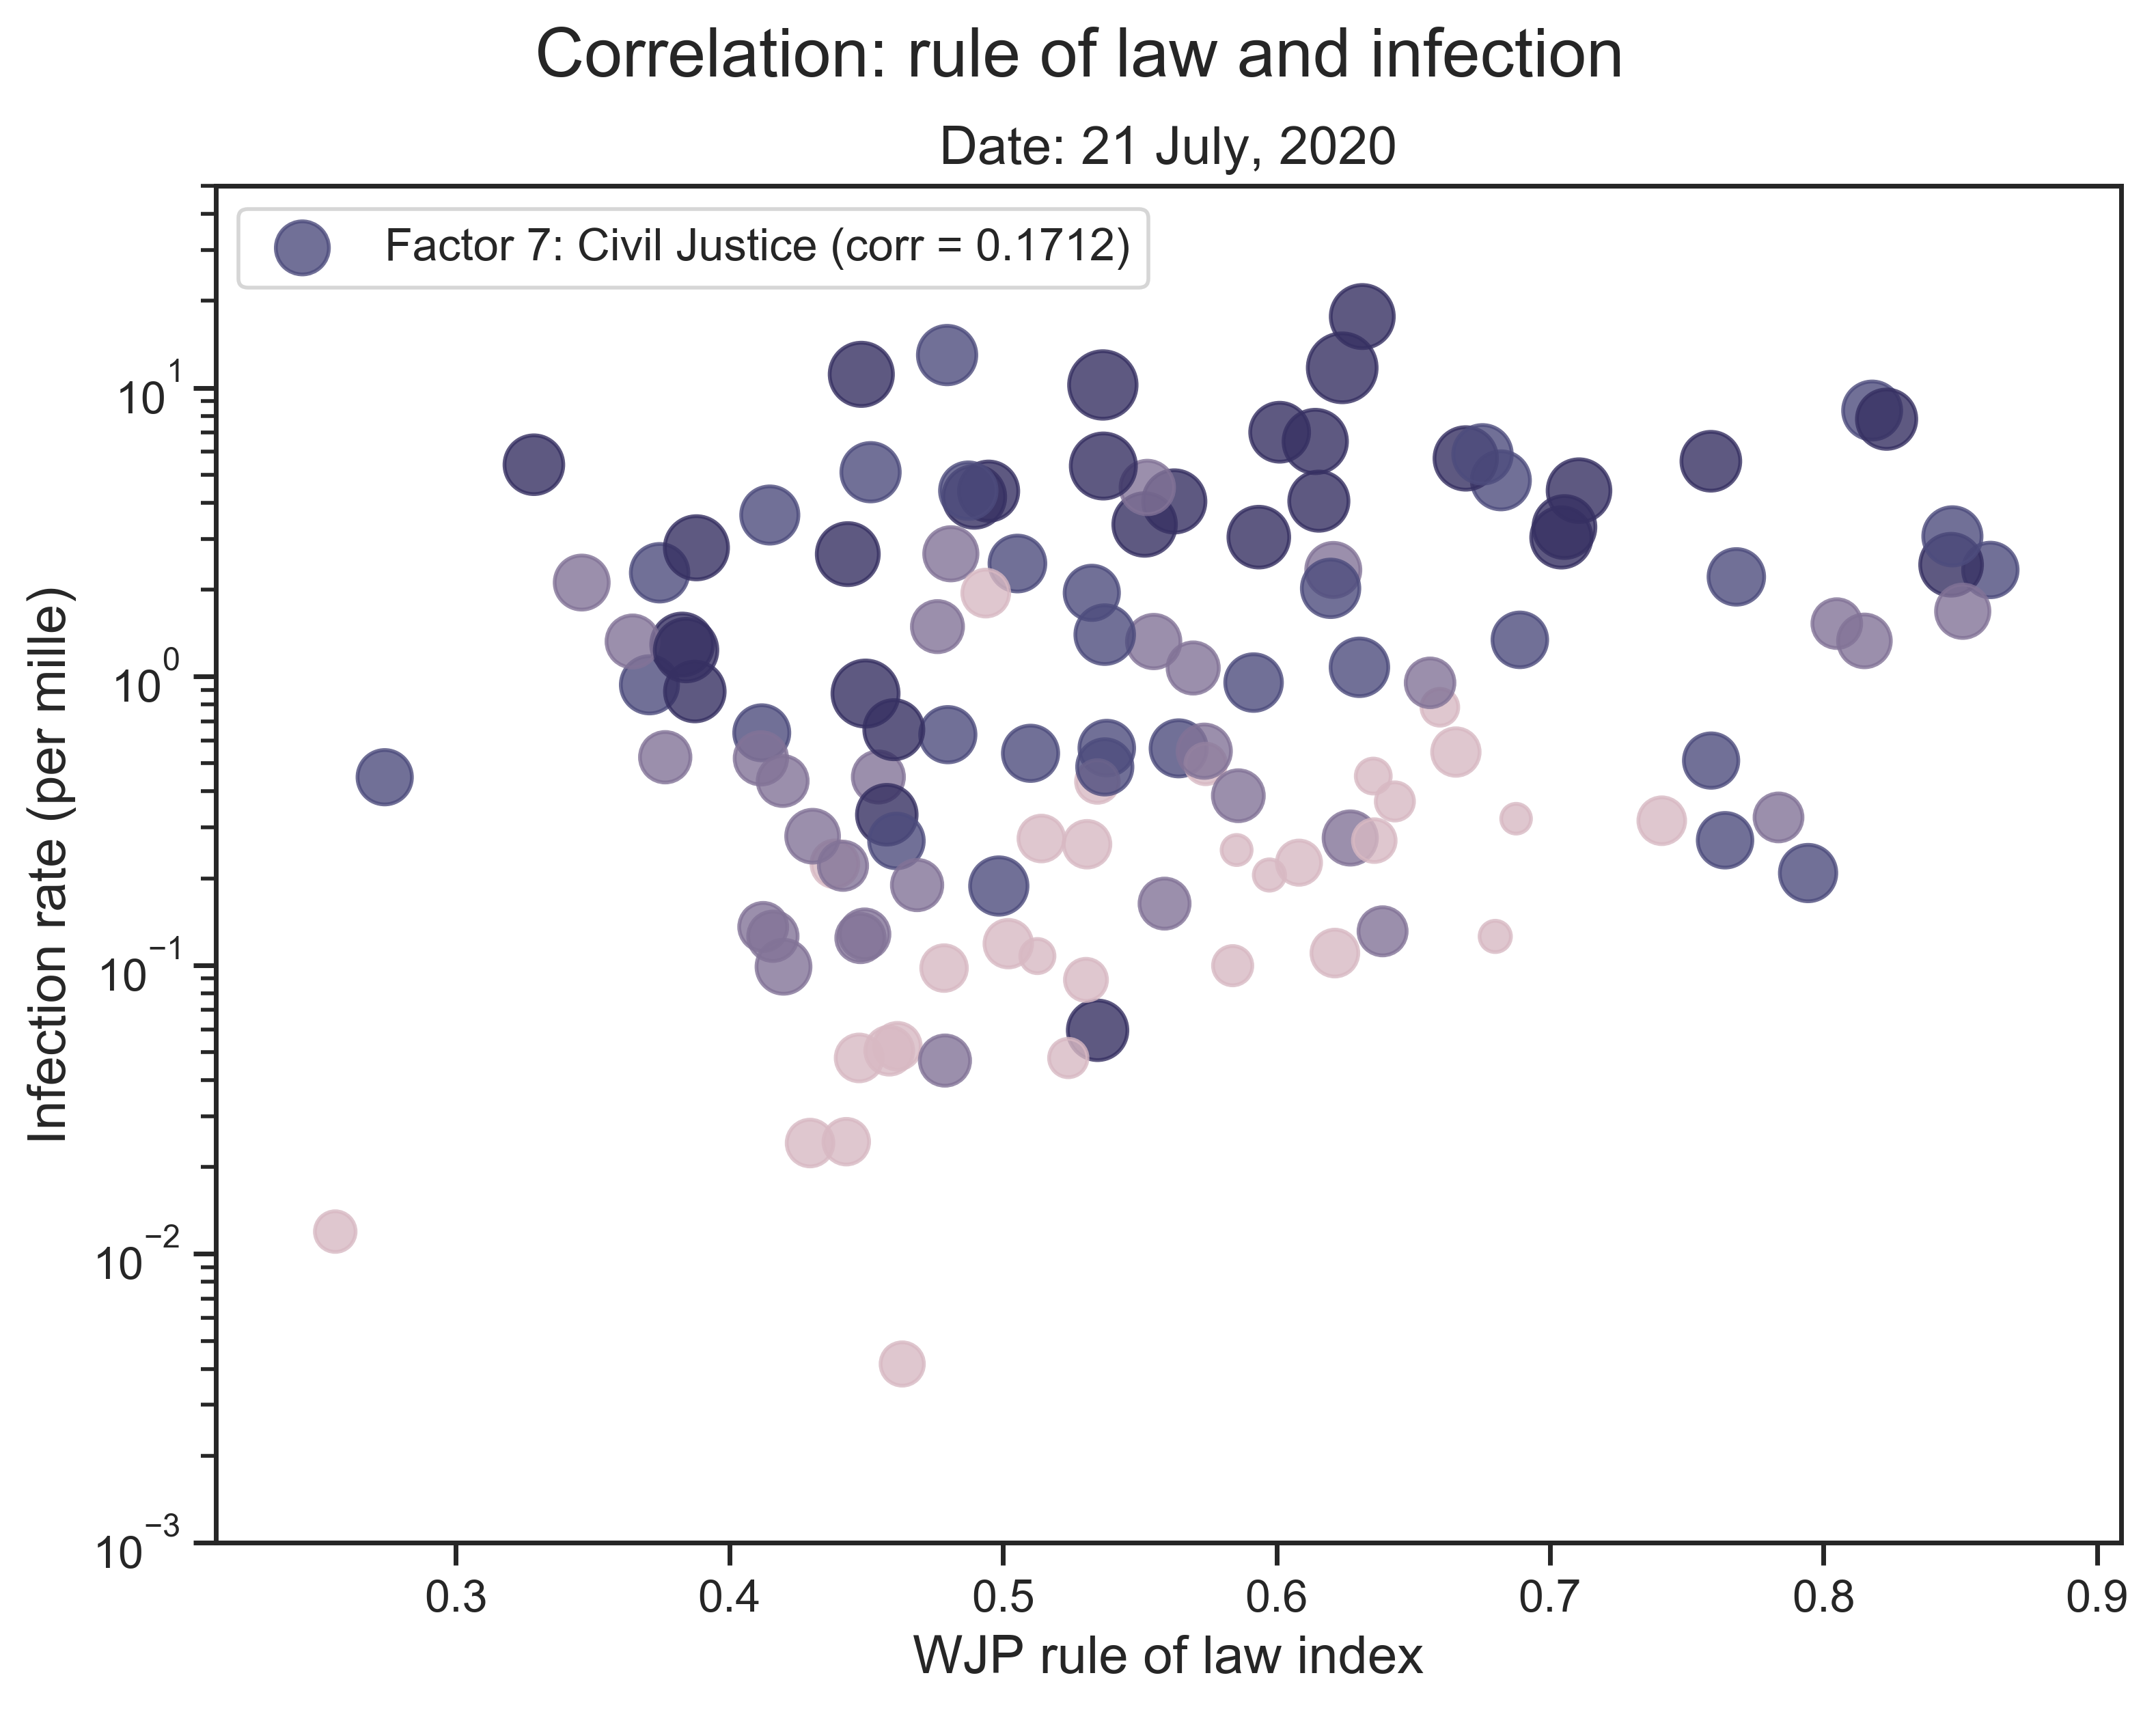 Correlation: rule of law and infection
Date: 21 July, 2020
Factor 7: Civil Justice (corr = 0.1712)
Infection rate (per mille)
10^1
10^0
10^−1
10^−2
10^−3
0.3 0.4 0.5 0.6 0.7 0.8 0.9
WJP rule of law index